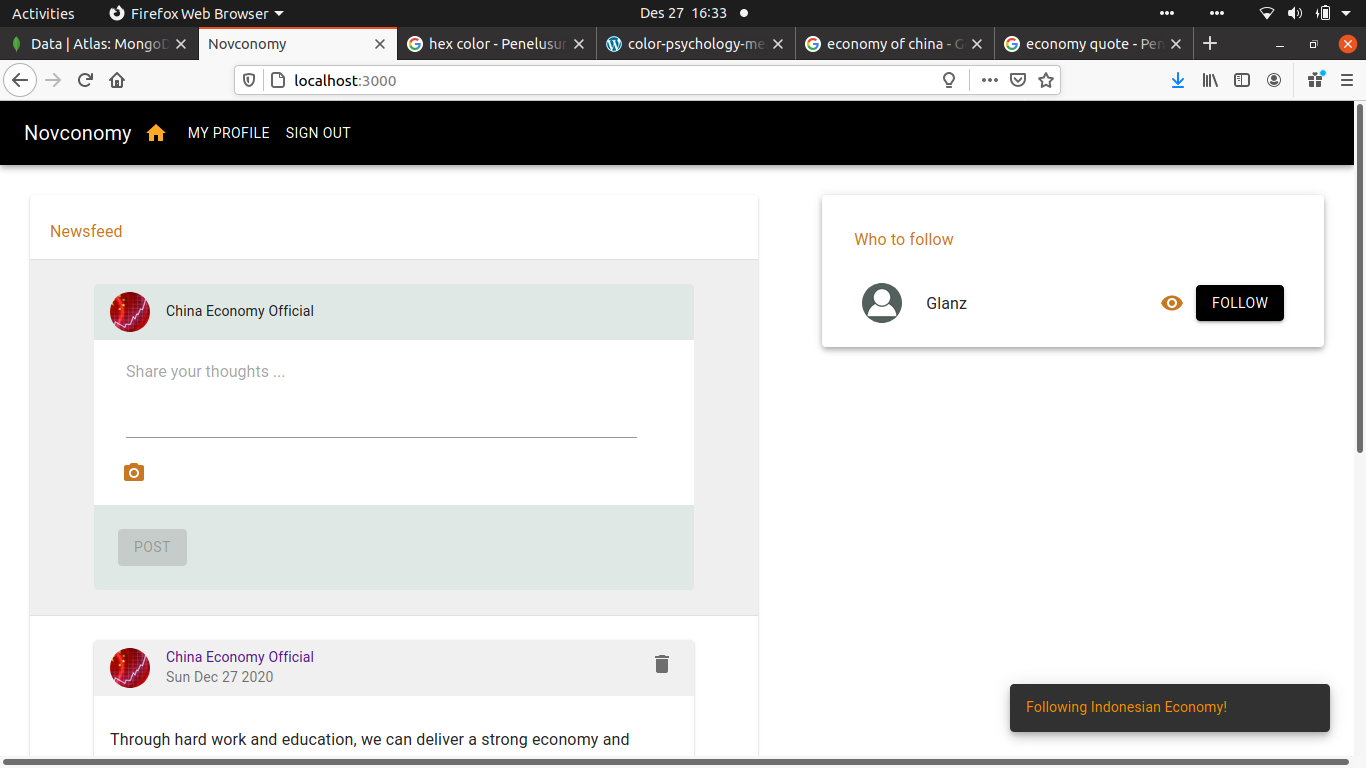 Activities Firefox Web Browser Des 27 16:33
Data | Atlas: MongoD Novconomy hex color - Penelusur color-psychology-me economy of china - G economy quote - Pen
localhost:3000
Novconomy MY PROFILE SIGN OUT
Newsfeed
China Economy Official
Share your thoughts ...
POST
China Economy Official
Sun Dec 27 2020
Through hard work and education, we can deliver a strong economy and
Who to follow
Glanz FOLLOW
Following Indonesian Economy!